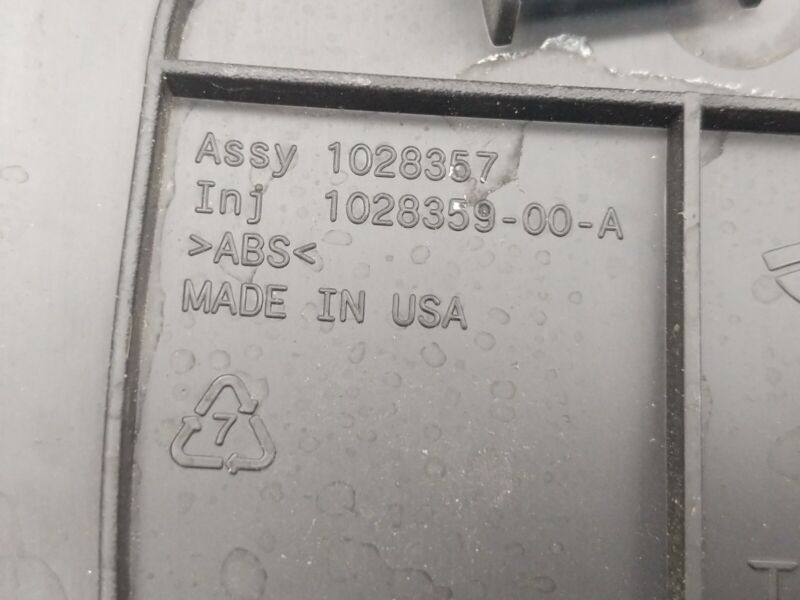 Assy 1028357
Inj 1028359-00-A
>ABS<
MADE IN USA
7
T